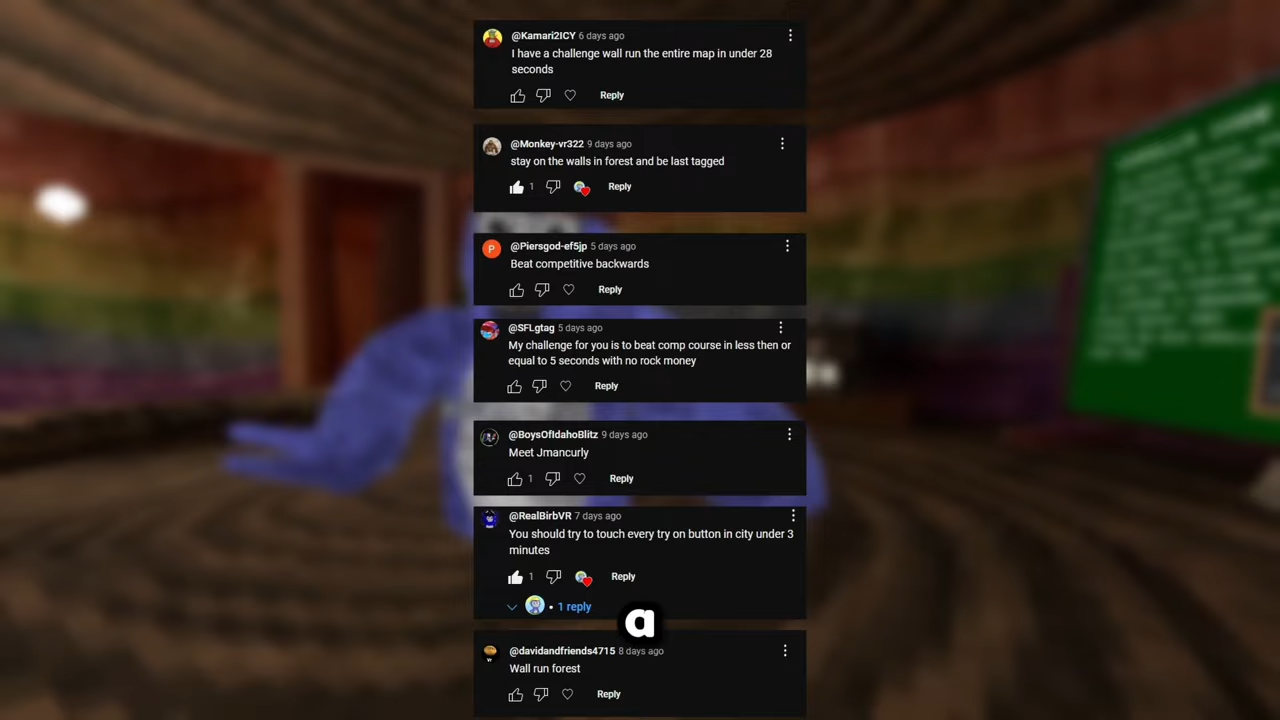 @Kamari2ICY 6 days ago
I have a challenge wall run the entire map in under 28
seconds
Reply
@Monkey-vr322 9 days ago
stay on the walls in forest and be last tagged
1 Reply
P @Piersgod-ef5jp 5 days ago
Beat competitive backwards
Reply
@SFLgtag 5 days ago
My challenge for you is to beat comp course in less then or
equal to 5 seconds with no rock money
Reply
@BoysOfIdahoBlitz 9 days ago
Meet Jmancurly
1 Reply
@RealBirbVR 7 days ago
You should try to touch every try on button in city under 3
minutes
1 Reply
• 1 reply
a
@davidandfriends4715 8 days ago
Wall run forest
Reply